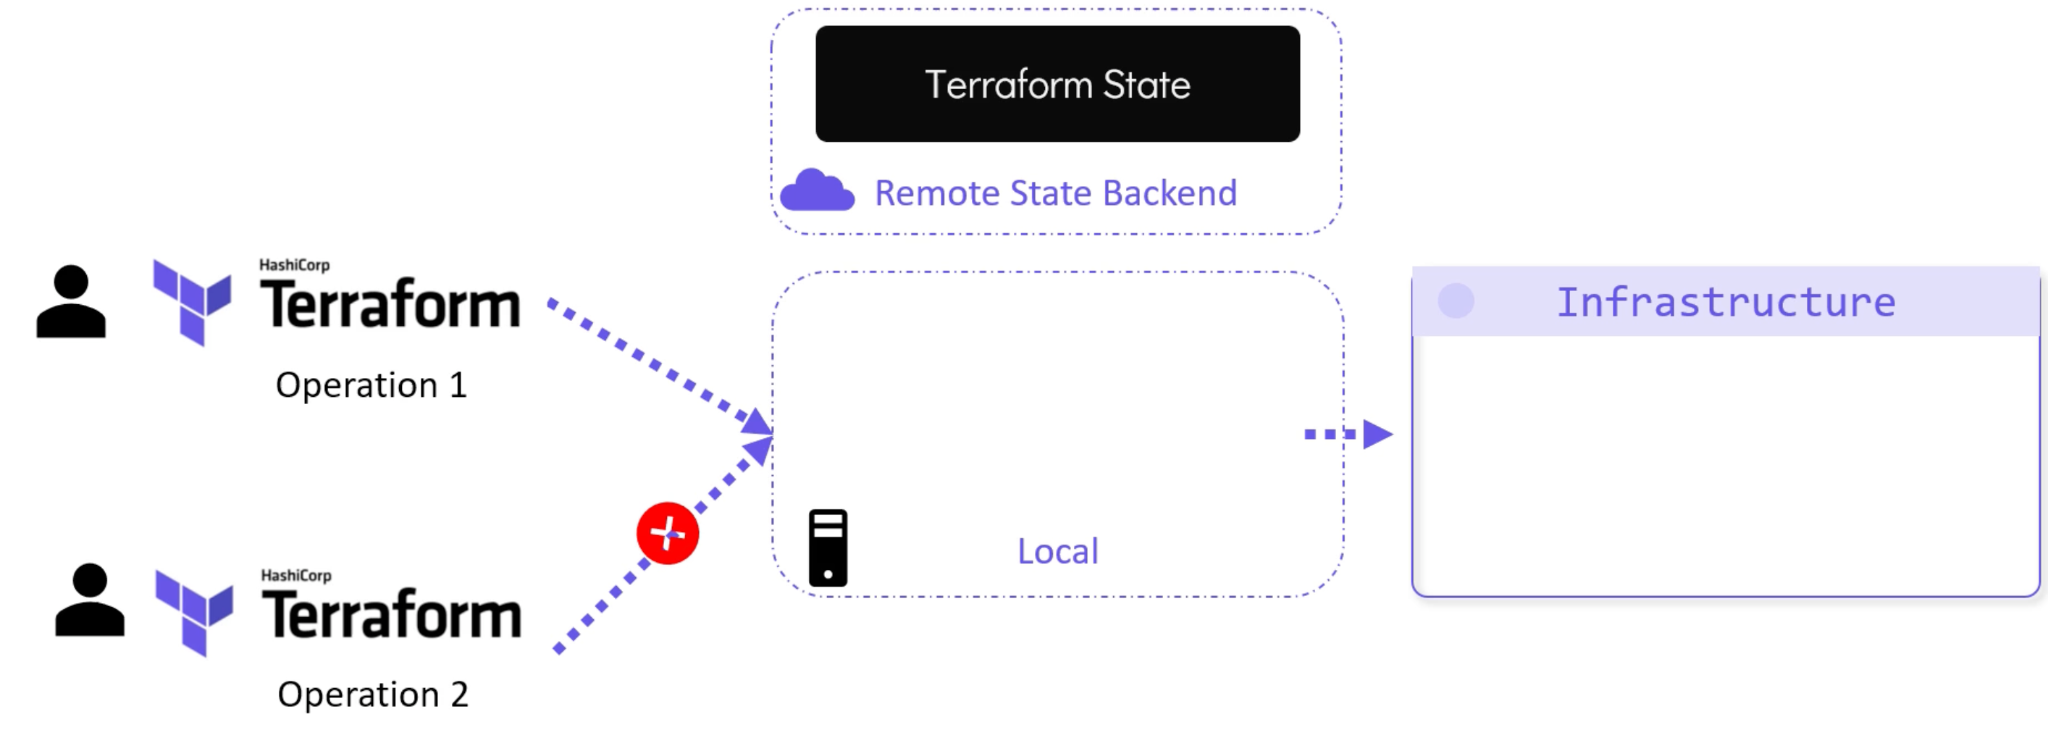 Terraform State
Remote State Backend
HashiCorp
Terraform
Operation 1
Infrastructure
Local
HashiCorp
Terraform
Operation 2